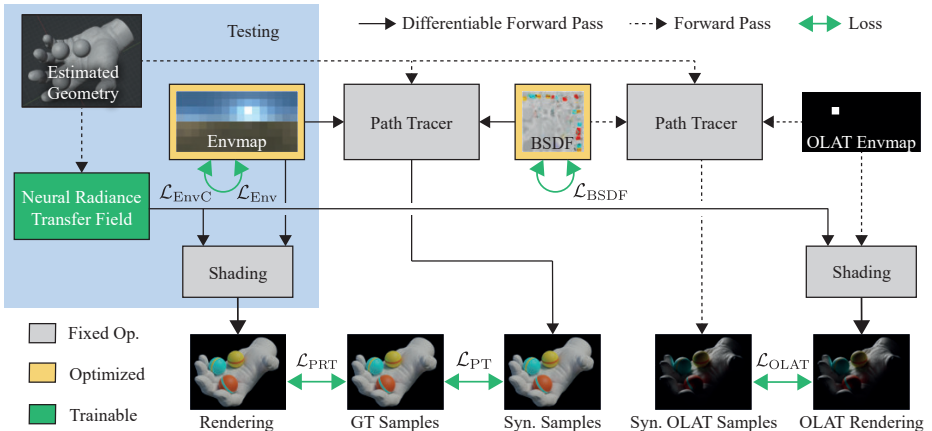 Testing
Differentiable Forward Pass
Forward Pass
Loss
Estimated
Geometry
Envmap
Path Tracer
BSDF
Path Tracer
OLAT Envmap
Neural Radiance
Transfer Field
ℒEnvC
ℒEnv
ℒBSDF
Shading
Shading
Fixed Op.
Optimized
Trainable
ℒPRT
ℒPT
ℒOLAT
Rendering
GT Samples
Syn. Samples
Syn. OLAT Samples
OLAT Rendering